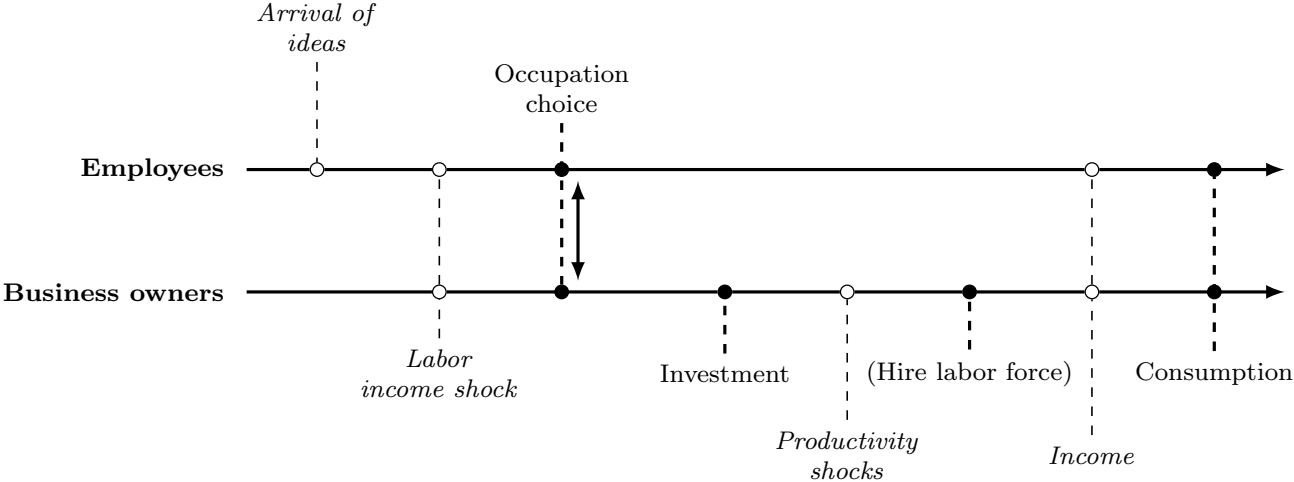 Arrival of
ideas
Occupation
choice
Employees
Business owners
Labor
income shock
Investment
(Hire labor force)
Consumption
Productivity
shocks
Income